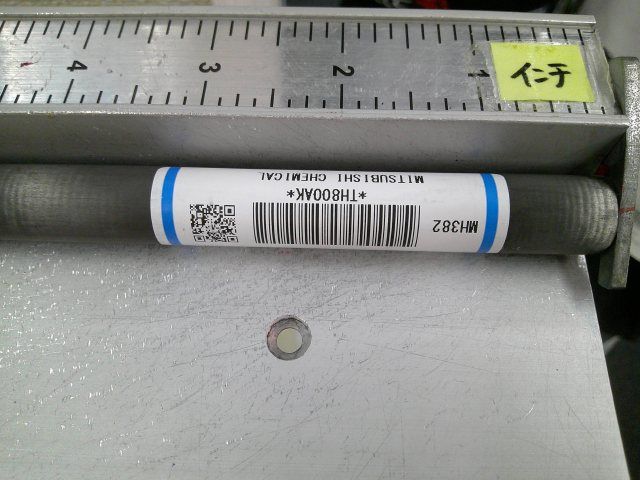 4 3 2 1
インチ
MITSUBISHI CHEMICAL
*TH800AK*
MH382